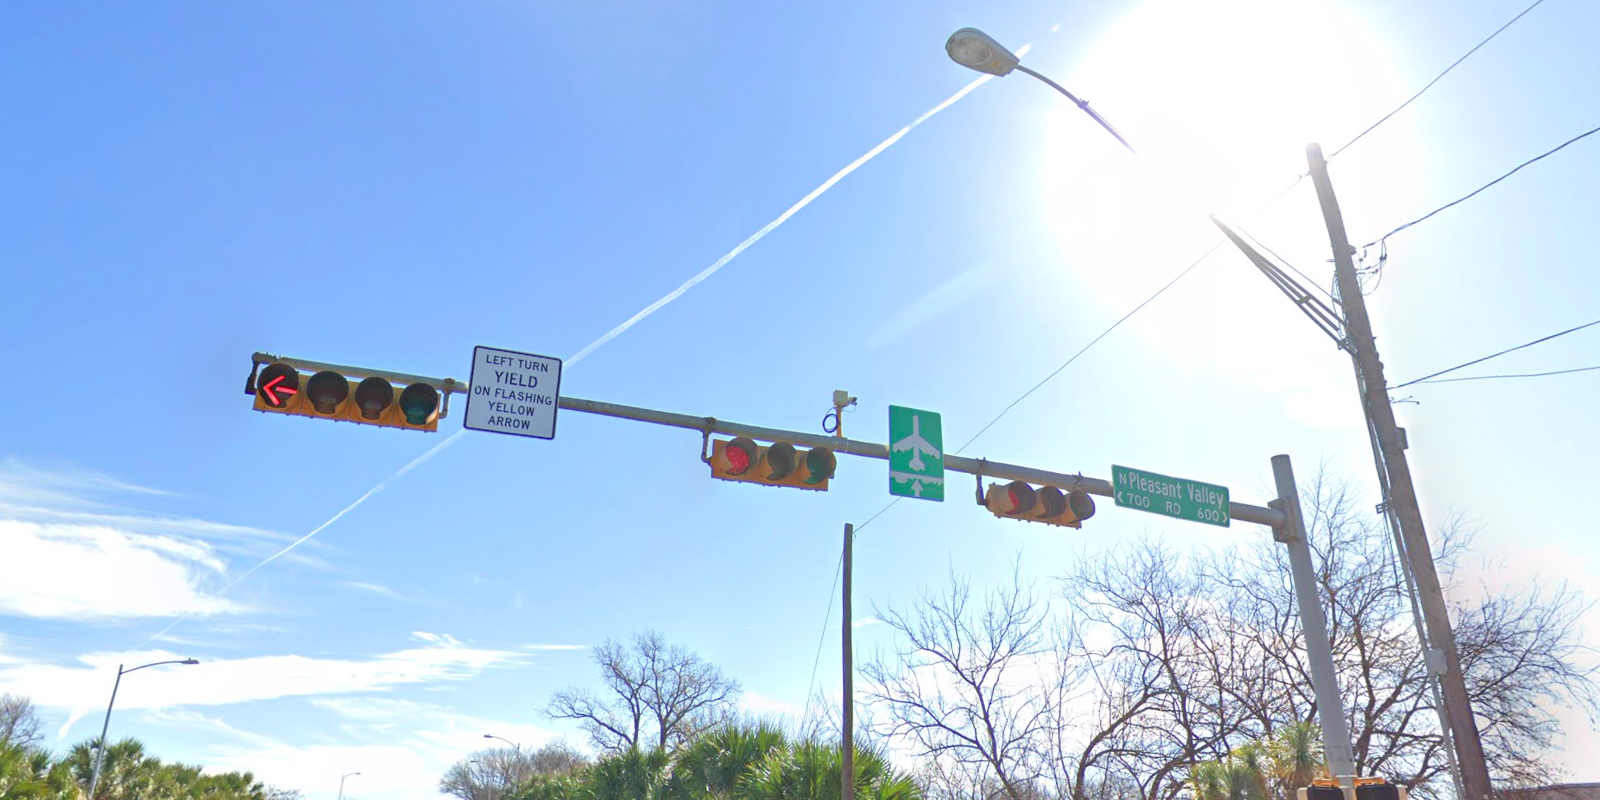 LEFT TURN
YIELD
ON FLASHING
YELLOW
ARROW
N Pleasant Valley
700 RD 600